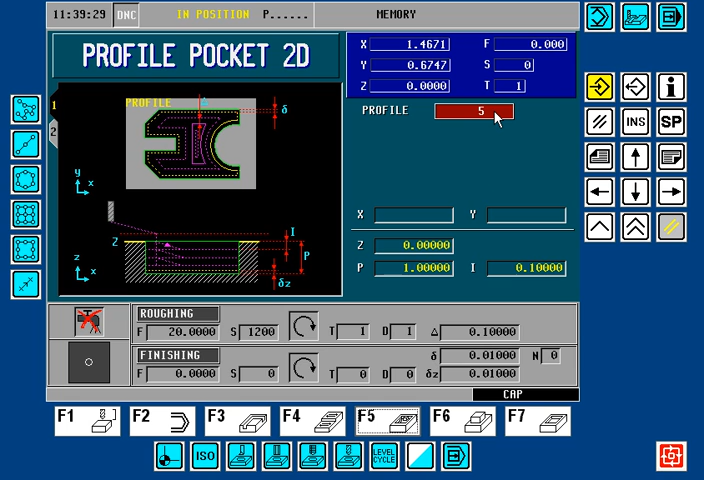 11:39:29 DNC IN POSITION P...... MEMORY
PROFILE POCKET 2D
X 1.4671 F 0.000
Y 0.6747 S 0
Z 0.0000 T 1
PROFILE 5
1
2
PROFILE Δ δ
y
x
X Y
Z I
P
Z 0.00000
P 1.00000 I 0.10000
z
x
δz
ROUGHING
F 20.0000 S 1200 T 1 D 1 Δ 0.10000
FINISHING
δ 0.01000 N 0
F 0.0000 S 0 T 0 D 0 δz 0.01000
CAP
F1 F2 F3 F4 F5 F6 F7
ISO LEVEL CYCLE
i
INS SP